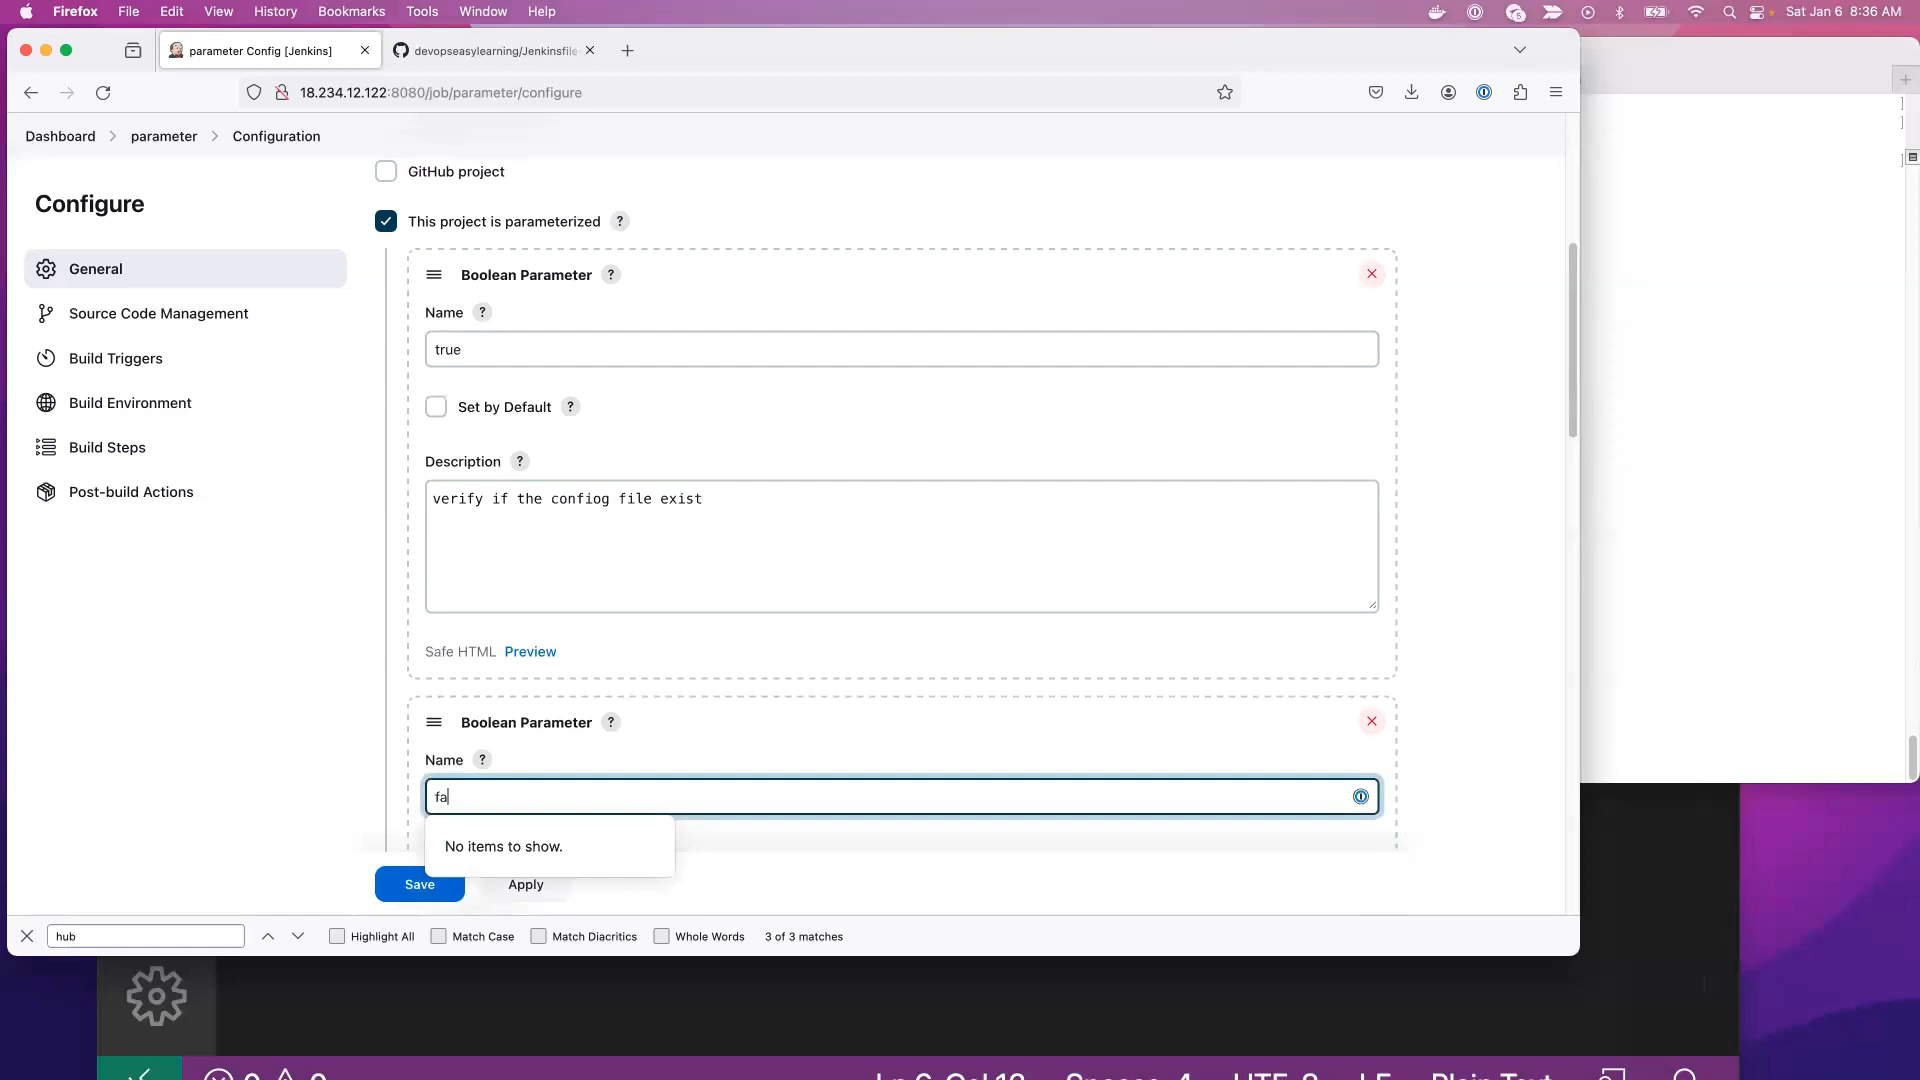 Firefox File Edit View History Bookmarks Tools Window Help
5
Sat Jan 6 8:36 AM
parameter Config [Jenkins]
devopseasylearning/Jenkinsfile
18.234.12.122:8080/job/parameter/configure
Dashboard > parameter > Configuration
Configure
General
Source Code Management
Build Triggers
Build Environment
Build Steps
Post-build Actions
GitHub project
This project is parameterized ?
Boolean Parameter ?
Name ?
true
Set by Default ?
Description ?
verify if the confiog file exist
Safe HTML Preview
Boolean Parameter ?
Name ?
fa
No items to show.
Save
Apply
hub
Highlight All
Match Case
Match Diacritics
Whole Words
3 of 3 matches